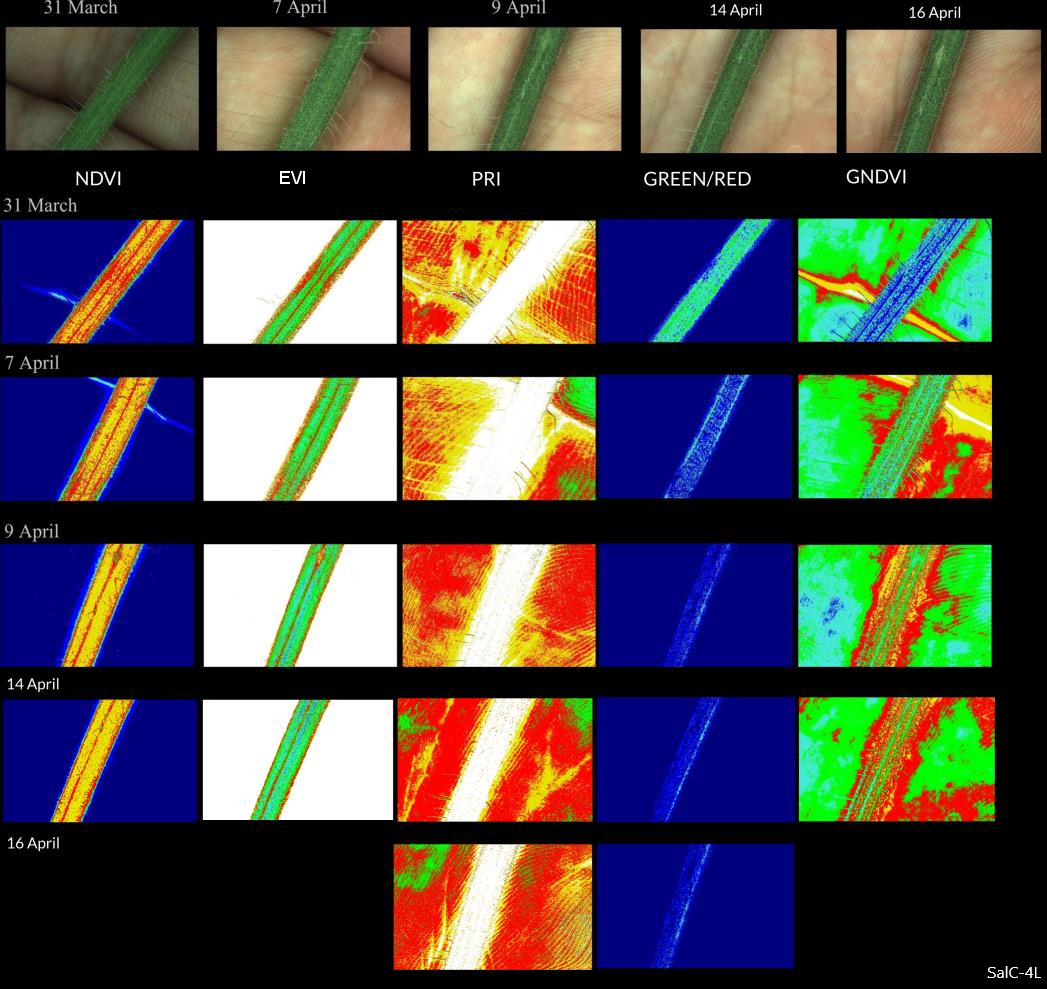 31 March 7 April 9 April 14 April 16 April
NDVI EVI PRI GREEN/RED GNDVI
31 March
7 April
9 April
14 April
16 April
SalC-4L